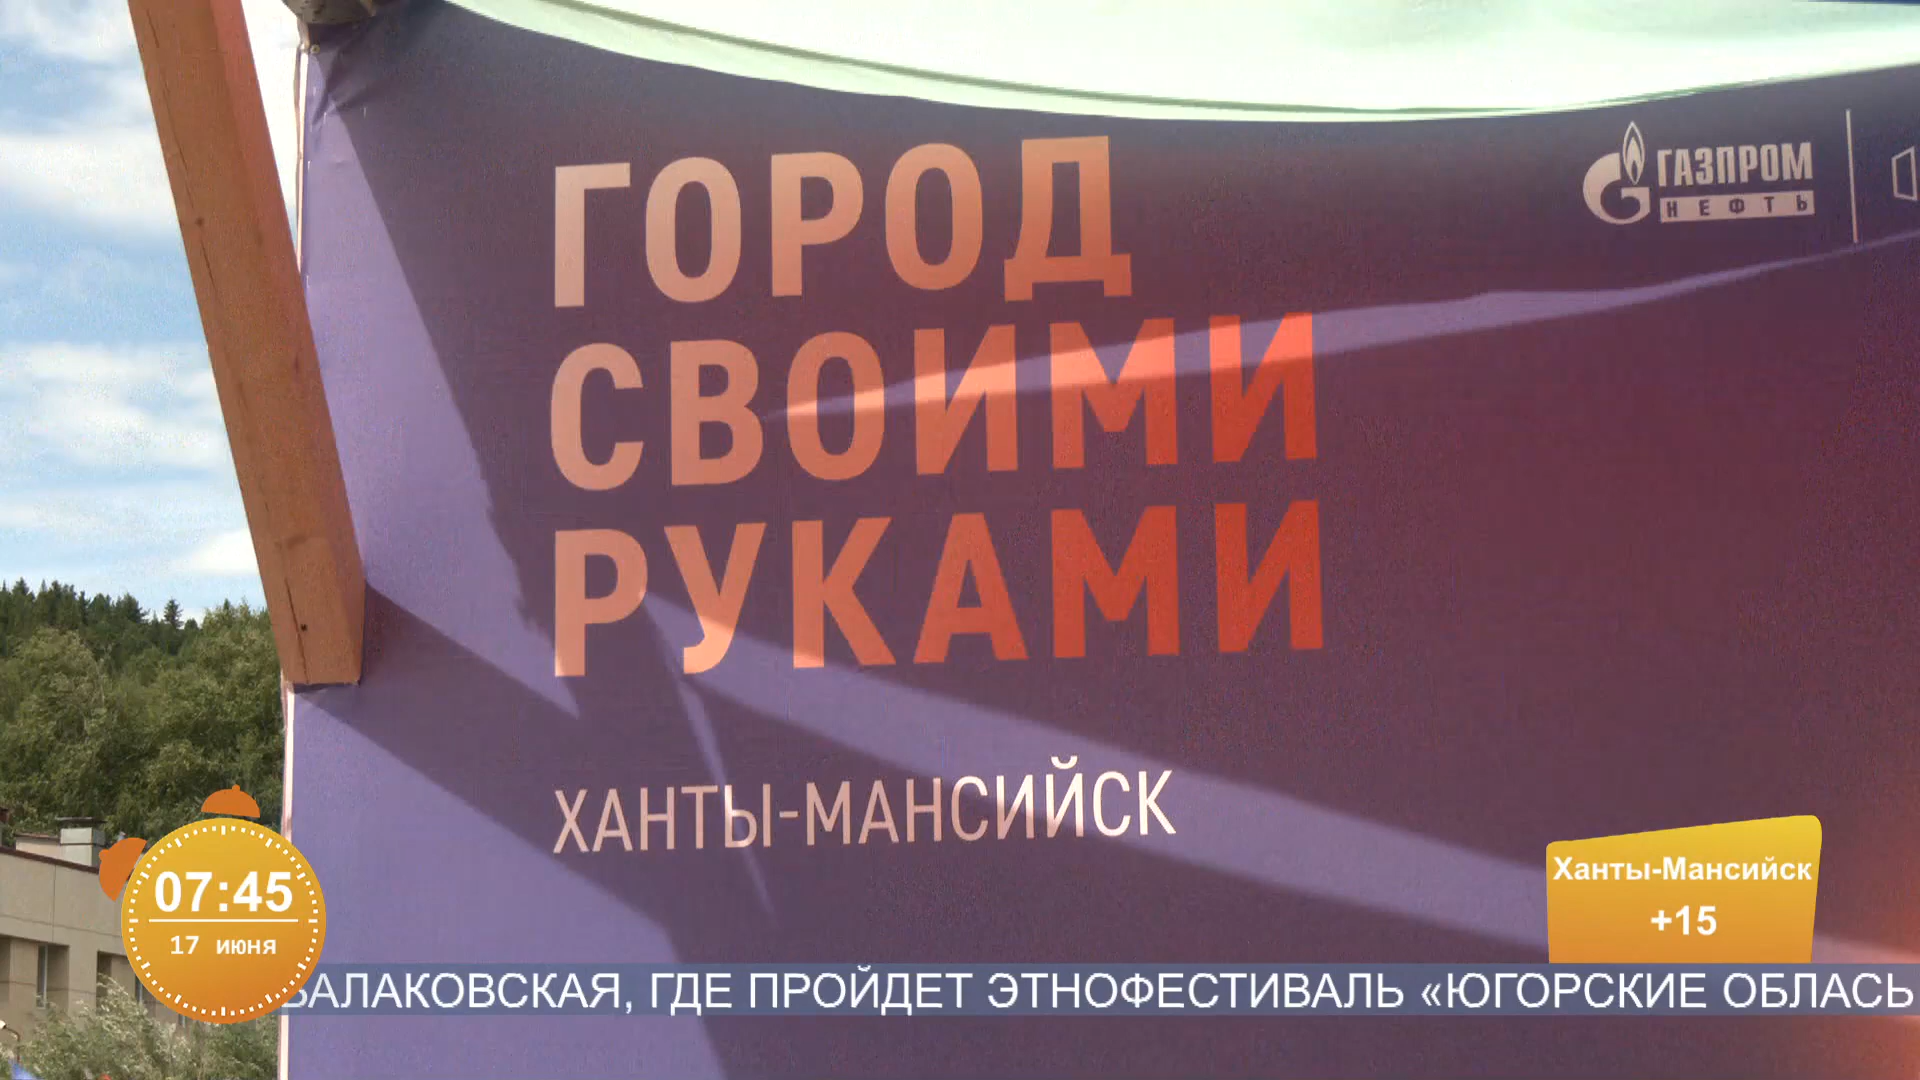 ГОРОД
СВОИМИ
РУКАМИ
ХАНТЫ-МАНСИЙСК
ГАЗПРОМ
НЕФТЬ
07:45
17 июня
Ханты-Мансийск
+15
БАЛАКОВСКАЯ, ГДЕ ПРОЙДЕТ ЭТНОФЕСТИВАЛЬ «ЮГОРСКИЕ ОБЛАСЬ